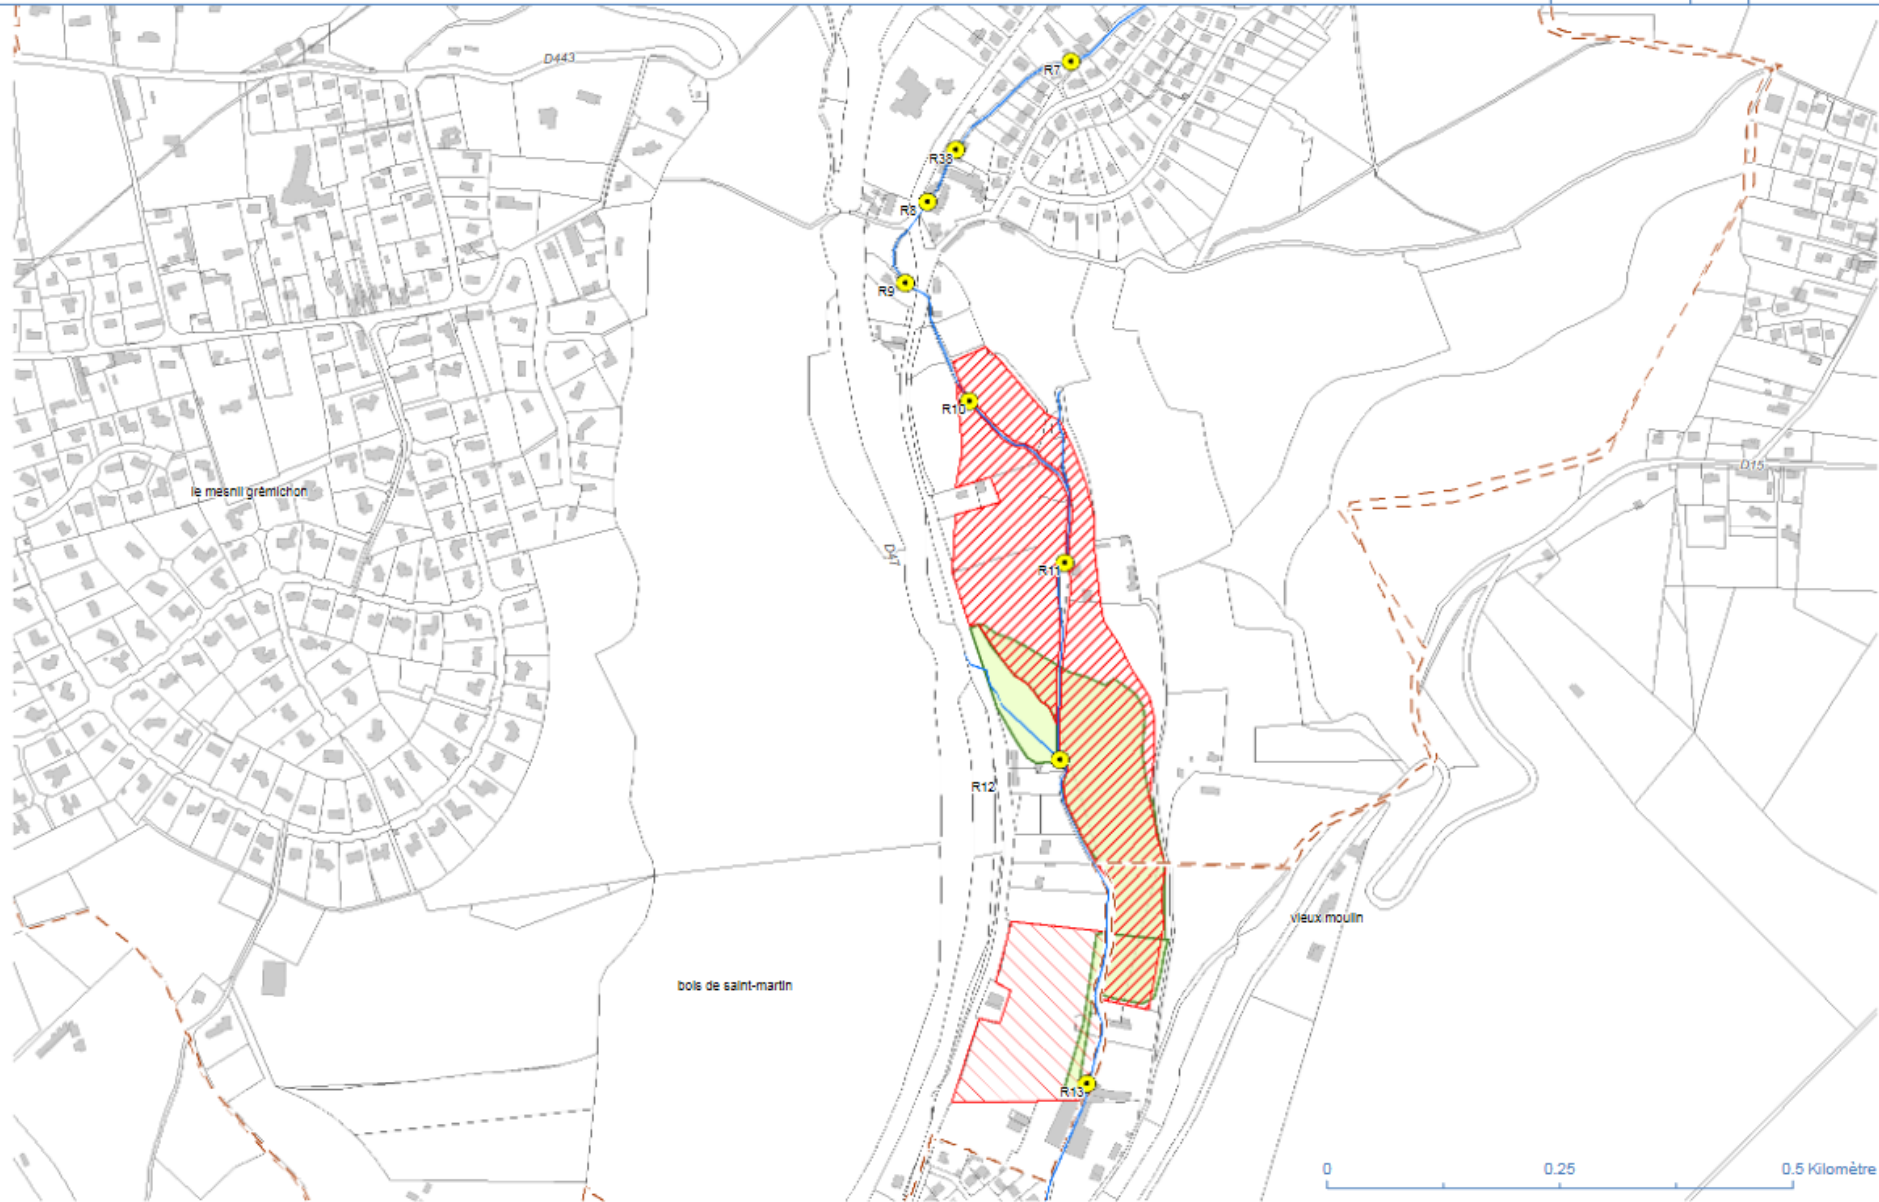 D443
R7
R38
R8
R9
R10
D15
le mesnil grémichon
D47
R11
R12
vieux moulin
bois de saint-martin
R13
0 0.25 0.5 Kilomètre